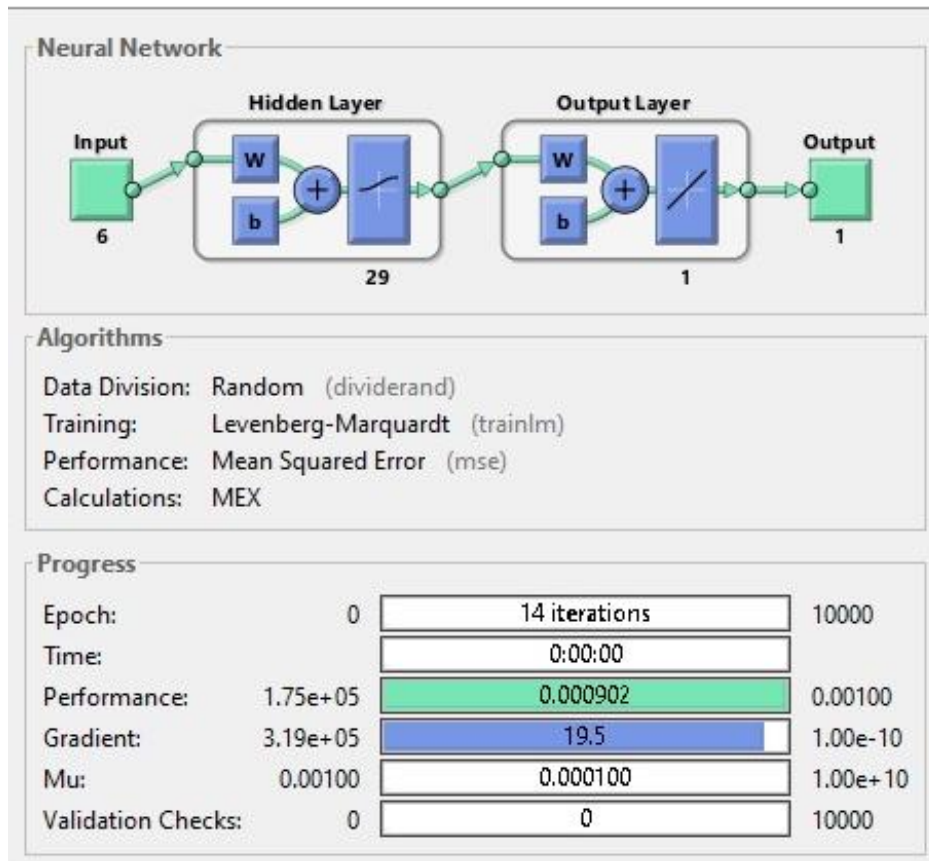 Neural Network
Hidden Layer Output Layer
Input Output
W W
+ +
b b
6 1
29 1
Algorithms
Data Division: Random (dividerand)
Training: Levenberg-Marquardt (trainlm)
Performance: Mean Squared Error (mse)
Calculations: MEX
Progress
Epoch: 0 14 iterations 10000
Time: 0:00:00
Performance: 1.75e+05 0.000902 0.00100
Gradient: 3.19e+05 19.5 1.00e-10
Mu: 0.00100 0.000100 1.00e+10
Validation Checks: 0 0 10000